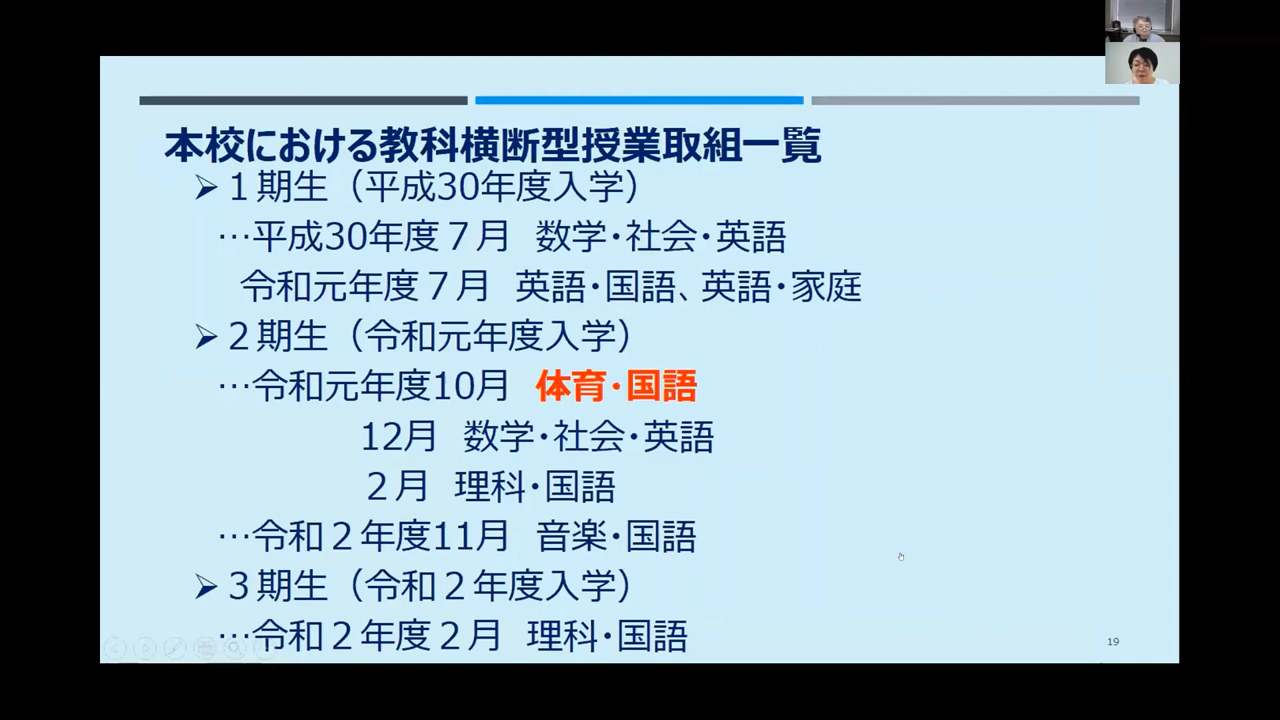 本校における教科横断型授業取組一覧
➢１期生（平成30年度入学）
…平成30年度７月 数学・社会・英語
令和元年度７月 英語・国語、英語・家庭
➢２期生（令和元年度入学）
…令和元年度10月 体育・国語
12月 数学・社会・英語
２月 理科・国語
…令和２年度11月 音楽・国語
➢３期生（令和２年度入学）
…令和２年度２月 理科・国語
19